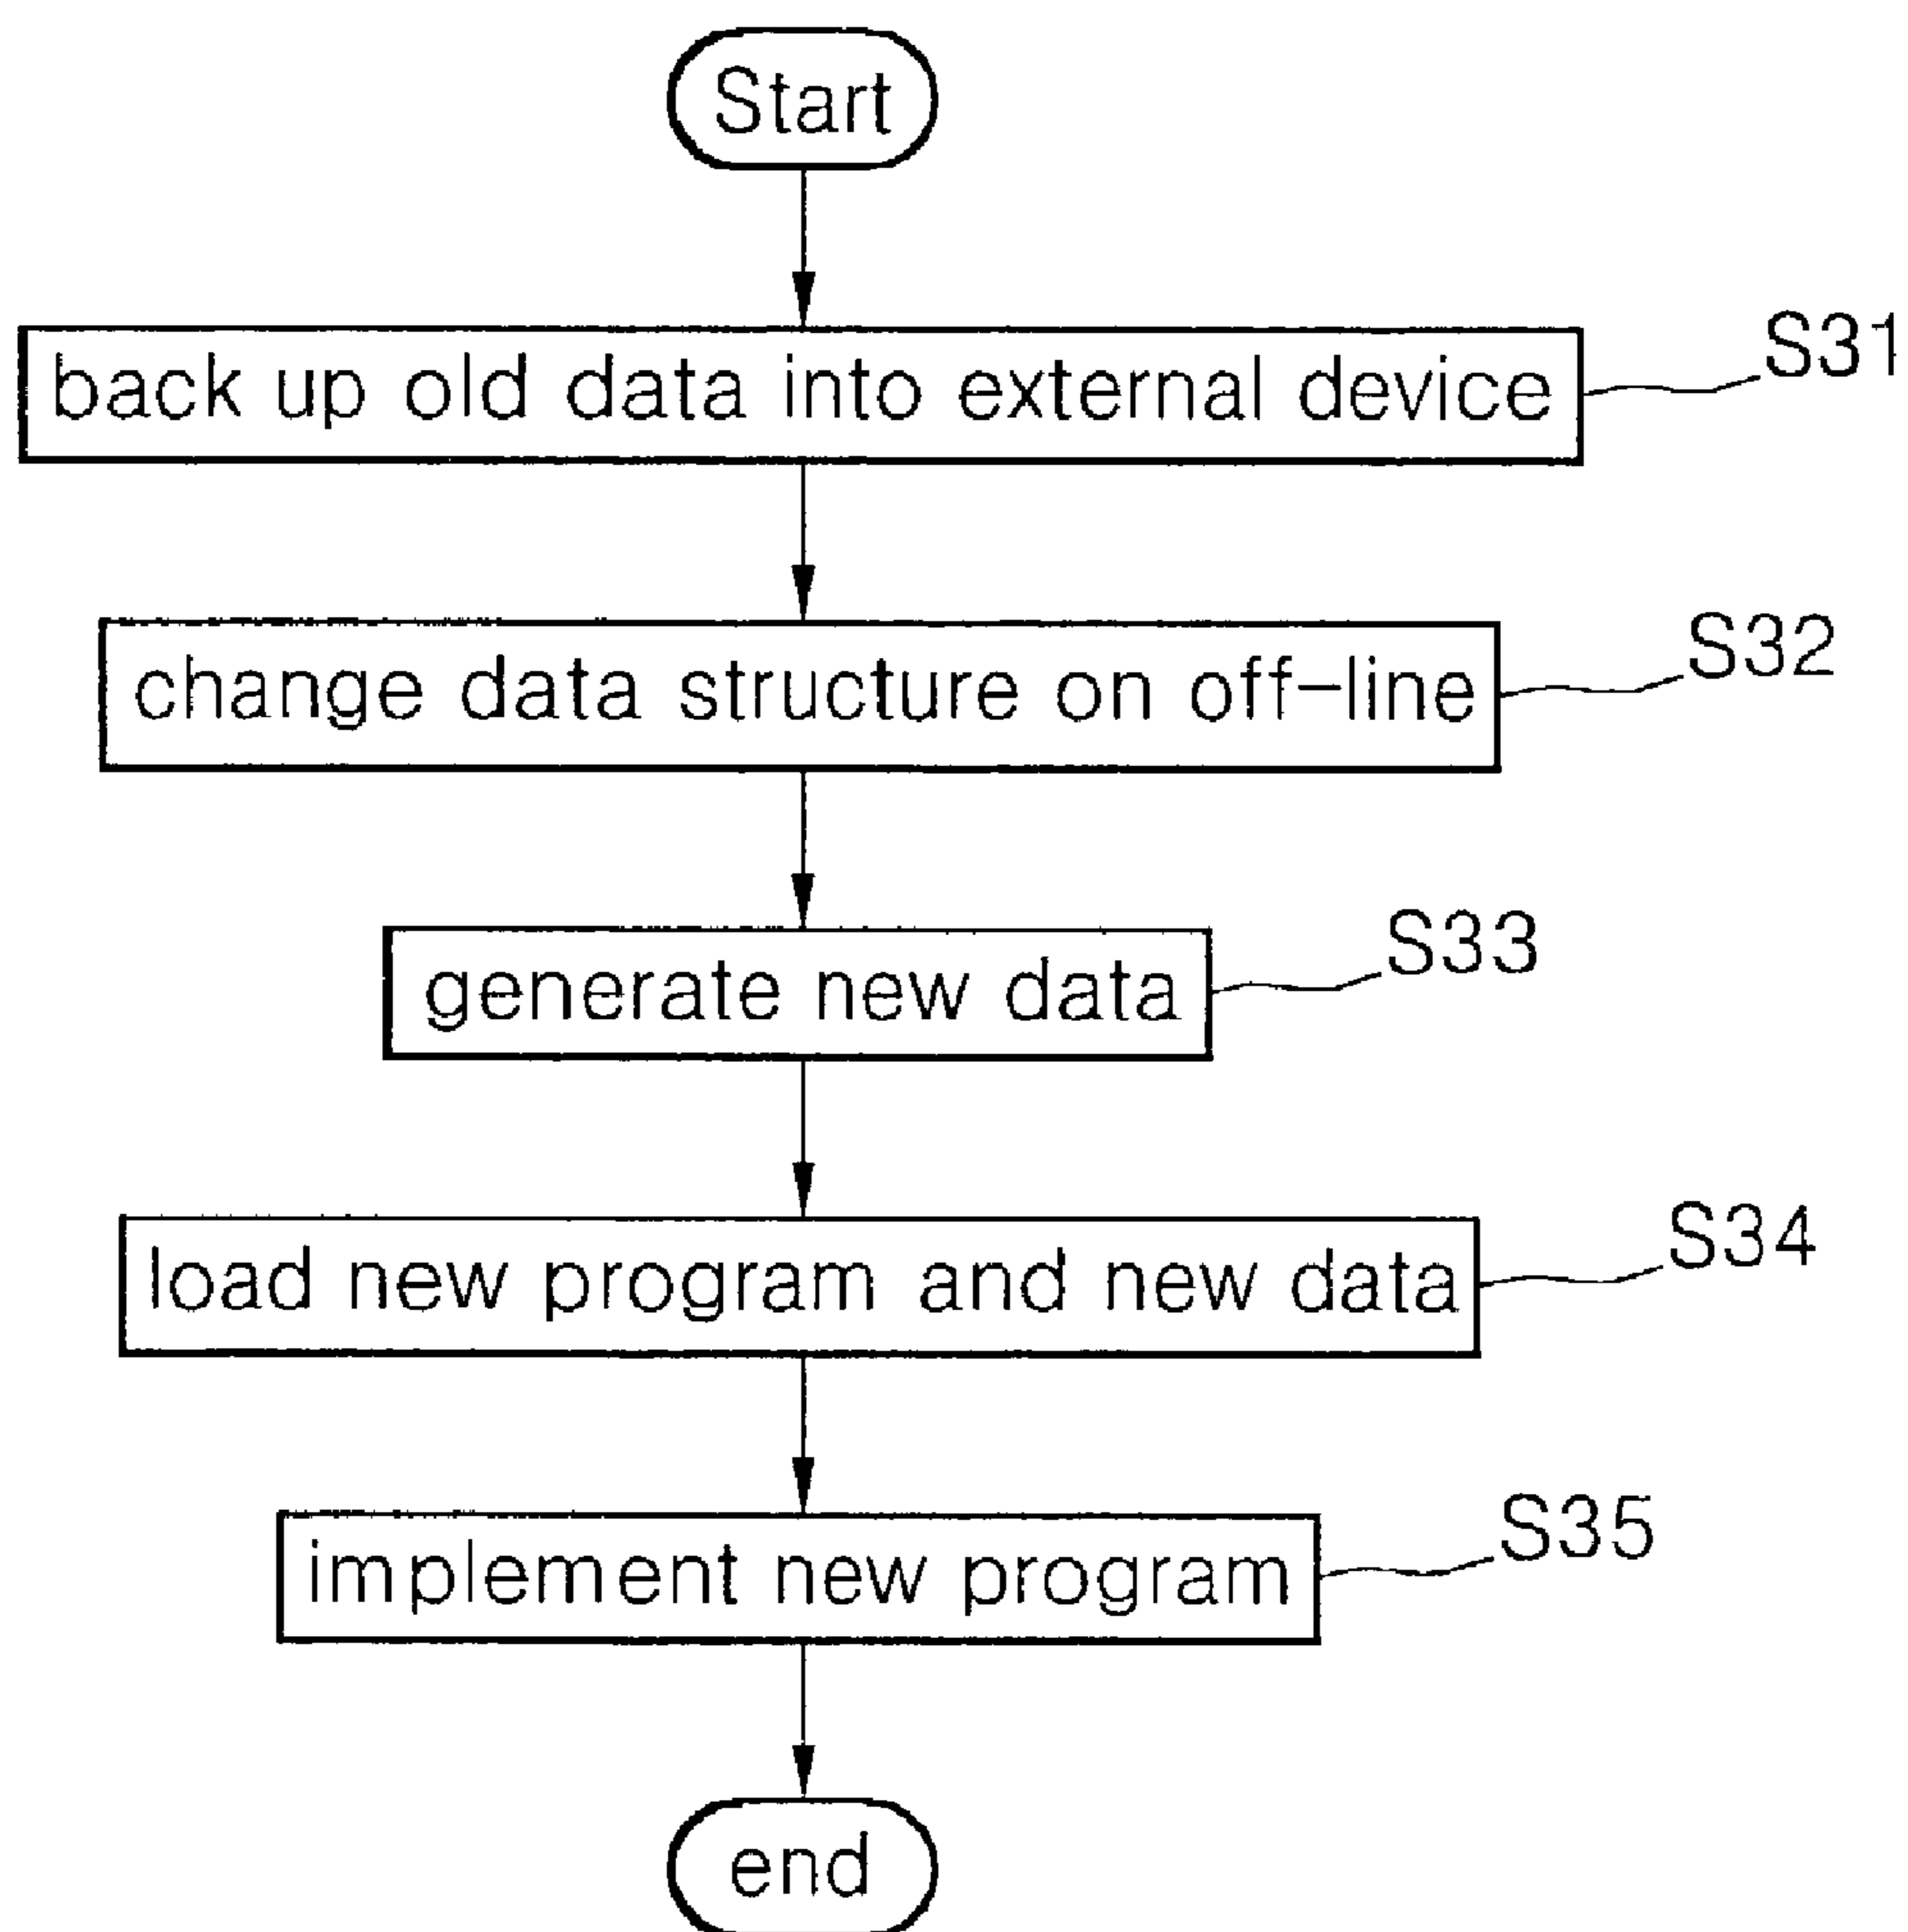 Start
back up old data into external device
S31
change data structure on off-line
S32
generate new data
S33
load new program and new data
S34
implement new program
S35
end